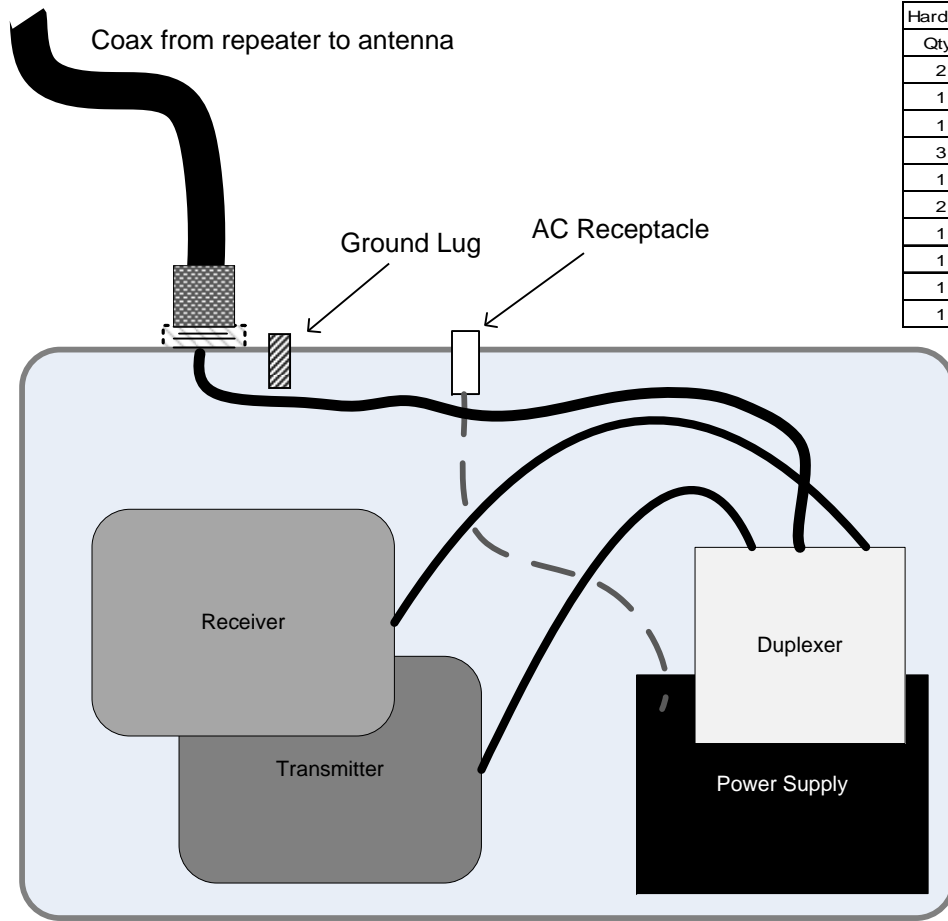 Coax from repeater to antenna
Hard
Qty
2
1
1
3
1
2
1
1
1
1
Ground Lug
AC Receptacle
Receiver
Duplexer
Transmitter
Power Supply